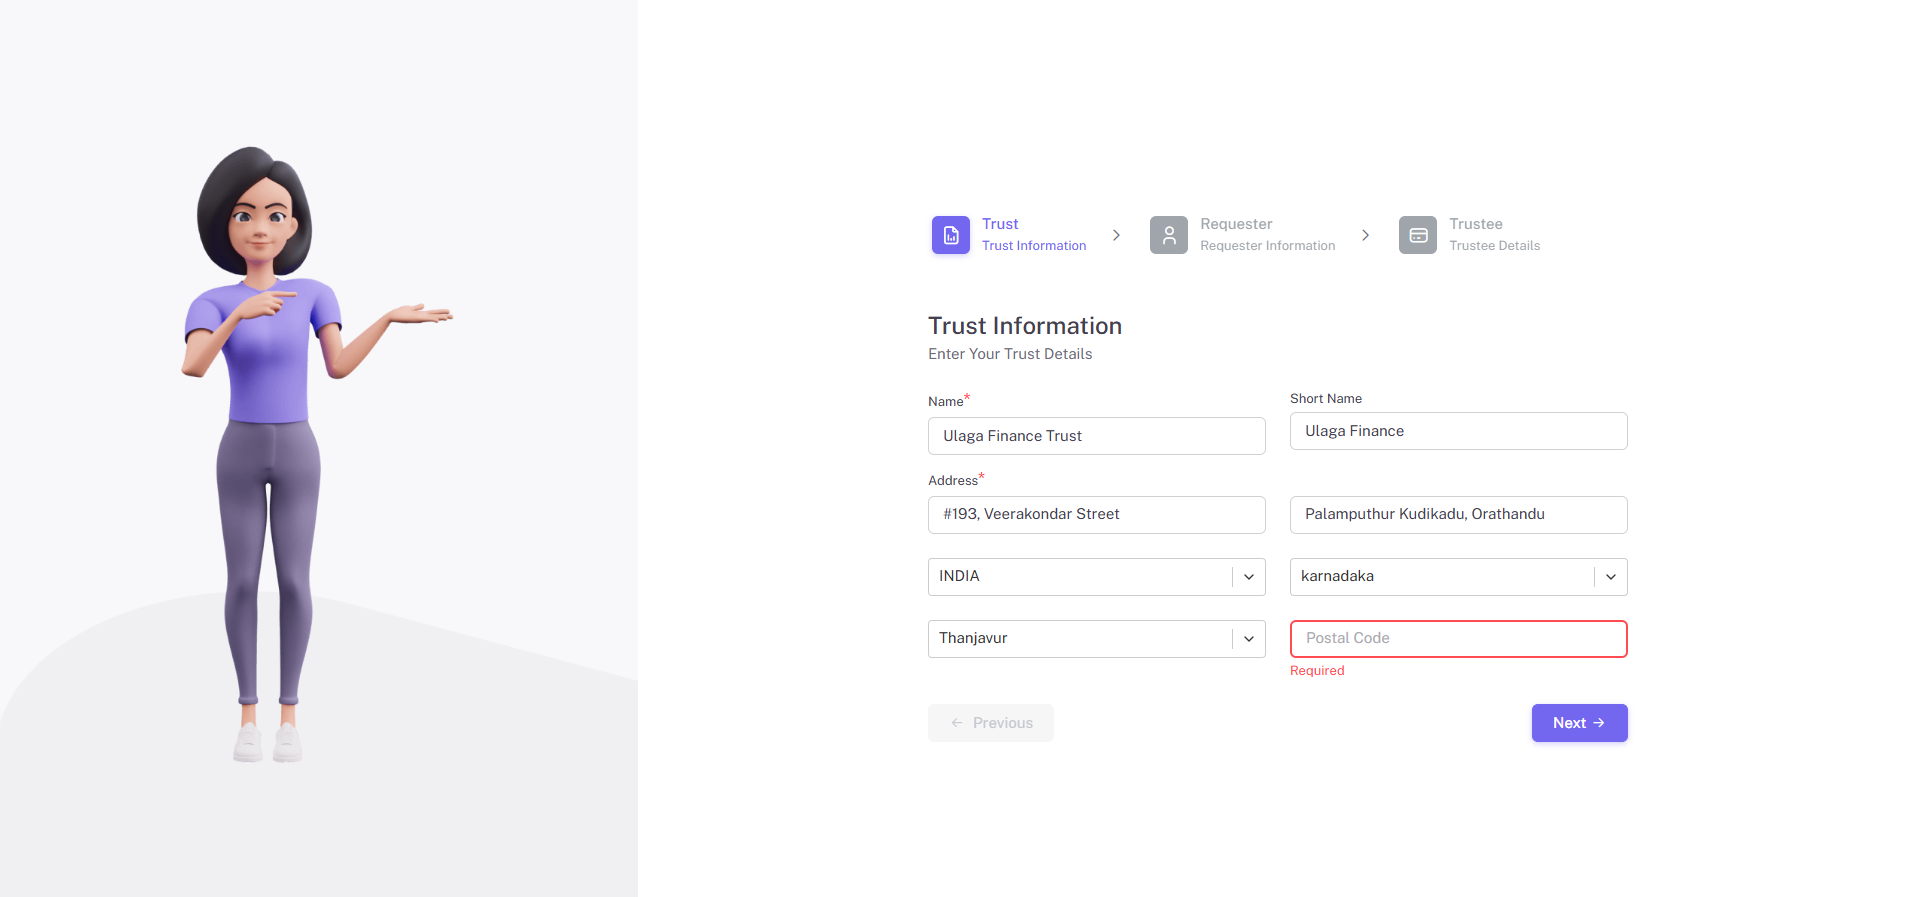 Trust
Trust Information
Requester
Requester Information
Trustee
Trustee Details
Trust Information
Enter Your Trust Details
Name*
Short Name
Ulaga Finance Trust
Ulaga Finance
Address*
#193, Veerakondar Street
Palamputhur Kudikadu, Orathandu
INDIA
karnadaka
Thanjavur
Postal Code
Required
← Previous
Next →